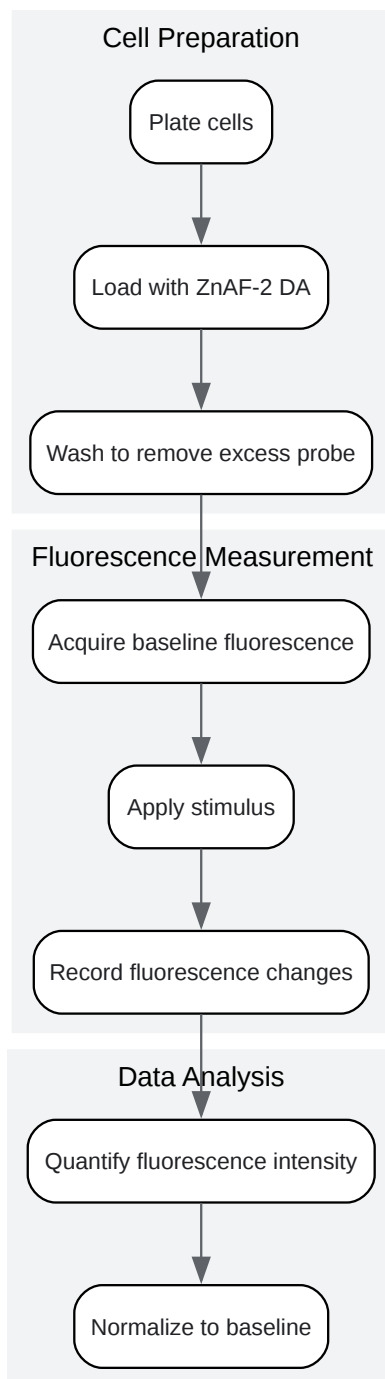 Cell Preparation
Plate cells
Load with ZnAF-2 DA
Wash to remove excess probe
Fluorescence Measurement
Acquire baseline fluorescence
Apply stimulus
Record fluorescence changes
Data Analysis
Quantify fluorescence intensity
Normalize to baseline